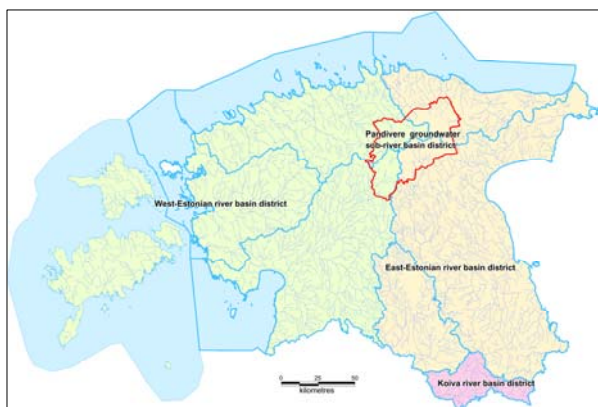 Pandivere groundwater
sub-river basin district
West-Estonian river basin district
East-Estonian river basin district
Koiva river basin district
0 25 50
kilometres